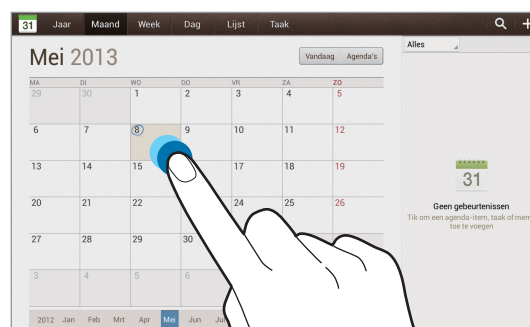 31 Jaar Maand Week Dag Lijst Taak
Mei 2013
Vandaag Agenda's
Alles
MA DI WO DO VR ZA ZO
29 30 1 2 3 4 5
6 7 8 9 10 11 12
13 14 15 17 18 19
20 21 22 24 25 26
27 28 29 30
3 4 5 6
2012 Jan Feb Mrt Apr Mei Jun
31
Geen gebeurtenissen
Tik om een agenda-item, taak of
toe te voegen